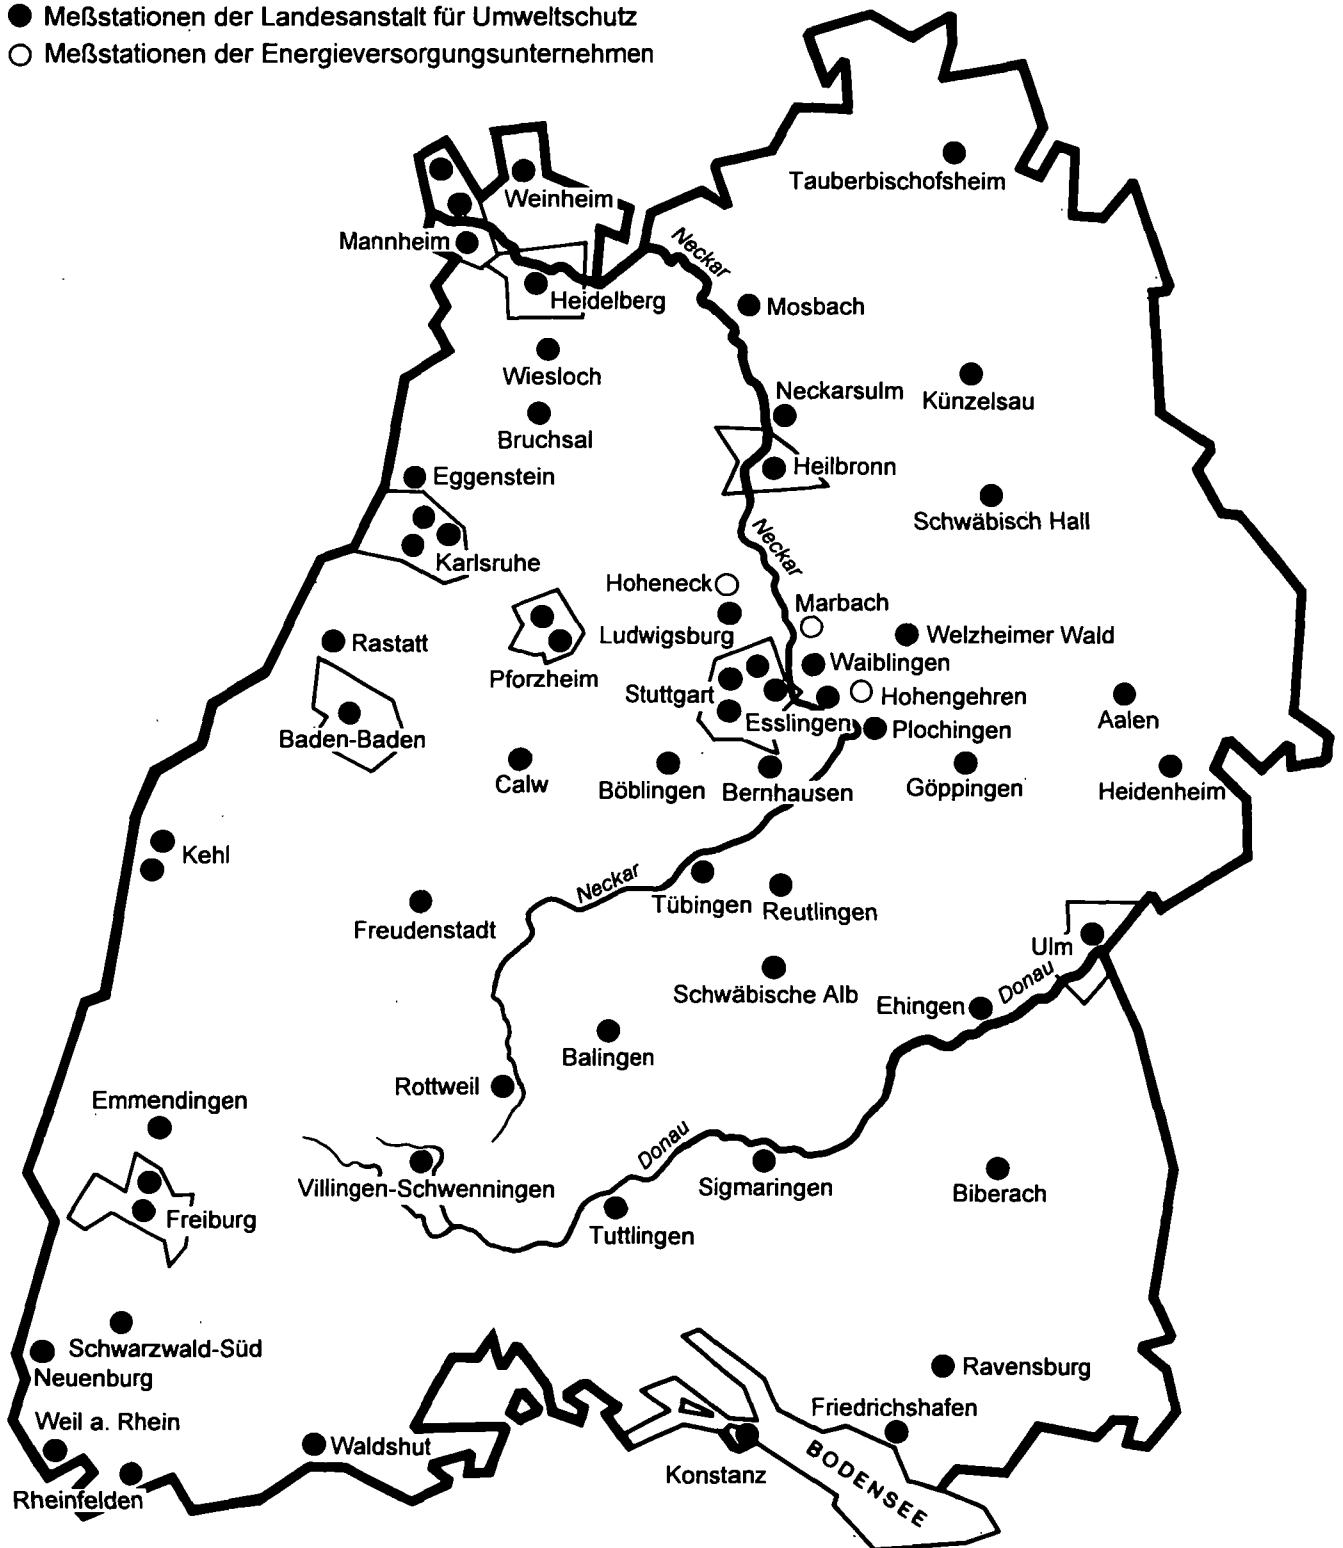 Meßstationen der Landesanstalt für Umweltschutz
Meßstationen der Energieversorgungsunternehmen
Tauberbischofsheim
Weinheim
Mannheim
Neckar
Heidelberg
Mosbach
Wiesloch
Neckarsulm
Künzelsau
Bruchsal
Heilbronn
Eggenstein
Schwäbisch Hall
Neckar
Karlsruhe
Hoheneck
Marbach
Ludwigsburg
Welzheimer Wald
Rastatt
Waiblingen
Pforzheim
Stuttgart
Hohengehren
Esslingen
Plochingen
Aalen
Baden-Baden
Calw
Böblingen
Bernhausen
Göppingen
Heidenheim
Kehl
Neckar
Tübingen
Reutlingen
Freudenstadt
Ulm
Donau
Schwäbische Alb
Ehingen
Balingen
Rottweil
Emmendingen
Donau
Villingen-Schwenningen
Sigmaringen
Biberach
Freiburg
Tuttlingen
Schwarzwald-Süd
Neuenburg
Ravensburg
Friedrichshafen
Weil a. Rhein
Waldshut
Konstanz
BODENSEE
Rheinfelden